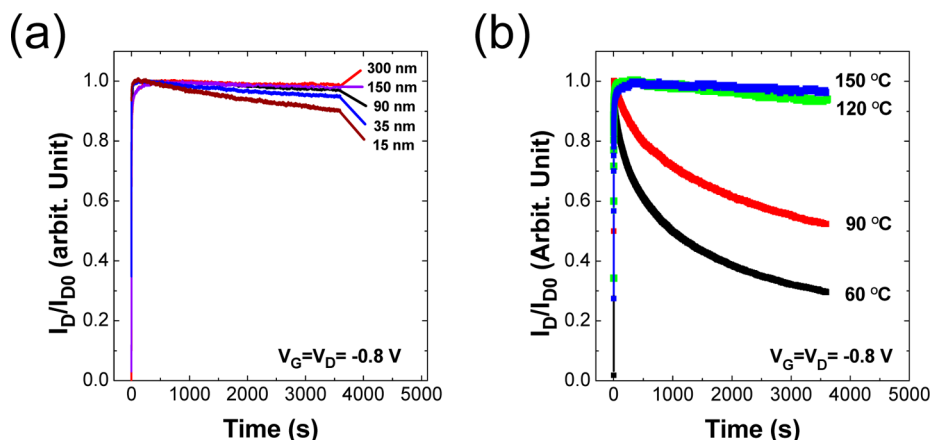 (a)
I_D/I_D0 (arbit. Unit)
1.0
0.8
0.6
0.4
0.2
0.0
300 nm
150 nm
90 nm
35 nm
15 nm
V_G=V_D= -0.8 V
0 1000 2000 3000 4000 5000
Time (s)
(b)
I_D/I_D0 (Arbit. Unit)
1.0
0.8
0.6
0.4
0.2
0.0
150 °C
120 °C
90 °C
60 °C
V_G=V_D= -0.8 V
0 1000 2000 3000 4000 5000
Time (s)